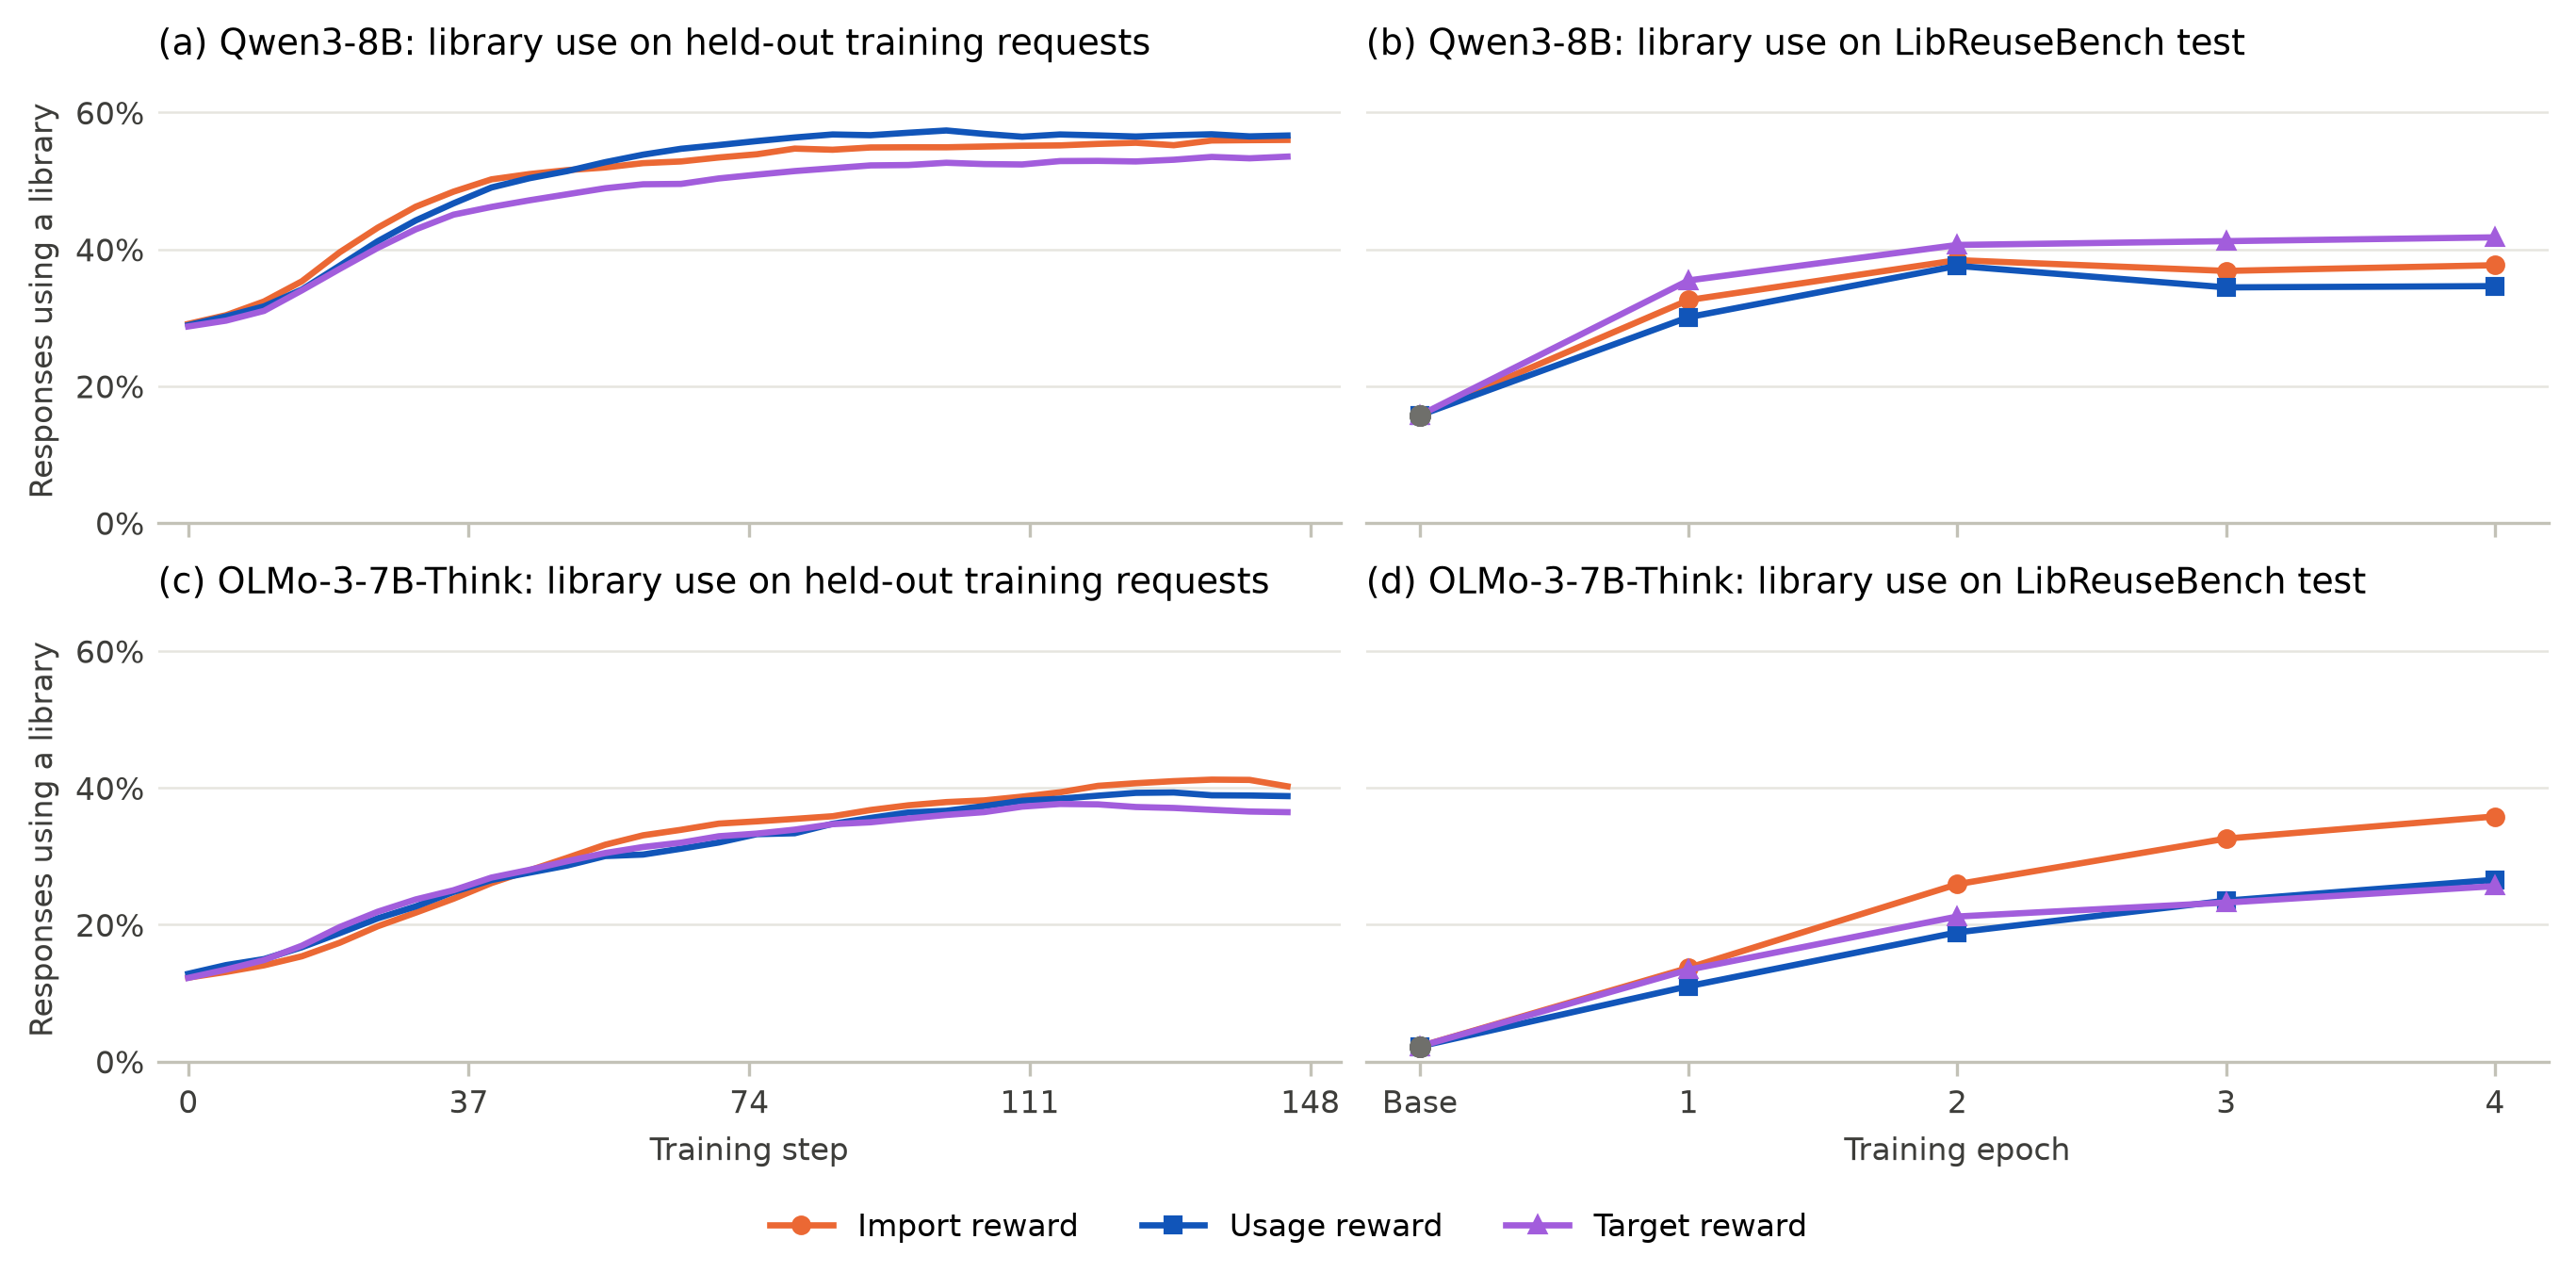 (a) Qwen3-8B: library use on held-out training requests
(b) Qwen3-8B: library use on LibReuseBench test
Responses using a library
60%
40%
20%
0%
(c) OLMo-3-7B-Think: library use on held-out training requests
(d) OLMo-3-7B-Think: library use on LibReuseBench test
Responses using a library
60%
40%
20%
0%
0 37 74 111 148
Base 1 2 3 4
Training step
Training epoch
Import reward Usage reward Target reward